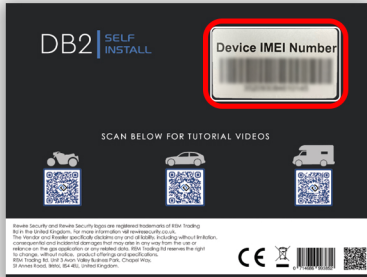 DB2 SELF
INSTALL
Device IMEI Number
SCAN BELOW FOR TUTORIAL VIDEOS
Rewire Security and Rewire Security logos are registered trademarks of RSM Trading
ltd in the United Kingdom. For more information visit rewiresecurity.co.uk.
The Vendor and Reseller specifically disclaims any and all liability, including without limitation,
consequential and incidental damages that may arise in any way from the use or
reliance on the gps application or any related data. RSM Trading ltd reserves the right
to change, without notice, product offerings and specifications.
RSM Trading ltd, Unit 3 Avon Valley Business Park, Chapel Way,
St Annes Road, Bristol, BS4 4EU, United Kingdom.
CE